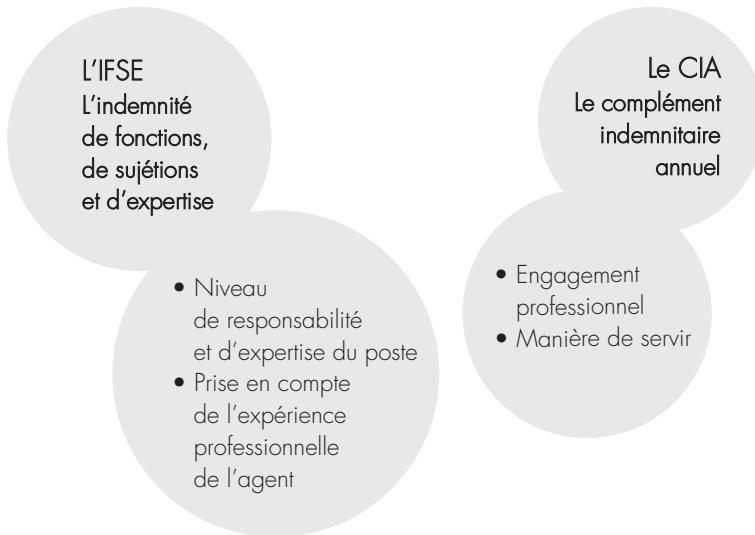 L'IFSE
L'indemnité
de fonctions,
de sujétions
et d'expertise
• Niveau
de responsabilité
et d'expertise du poste
• Prise en compte
de l'expérience
professionnelle
de l'agent
Le CIA
Le complément
indemnitaire
annuel
• Engagement
professionnel
• Manière de servir